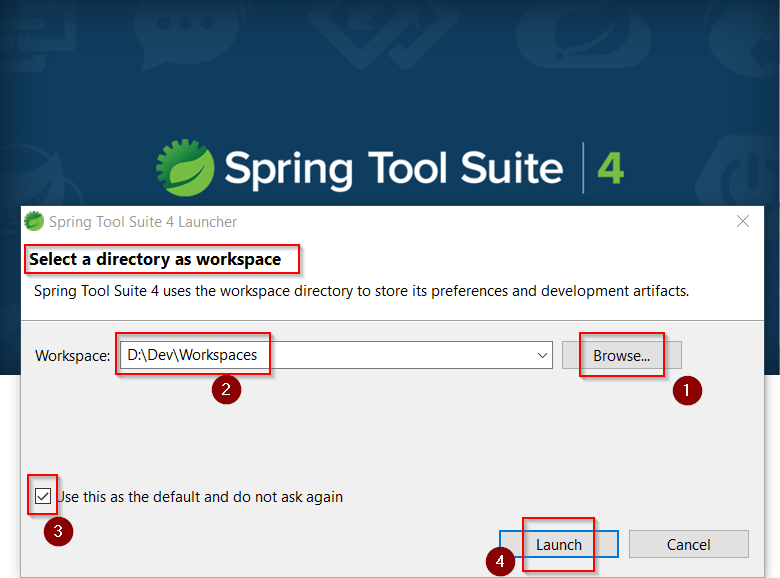 Spring Tool Suite 4
Spring Tool Suite 4 Launcher
Select a directory as workspace
Spring Tool Suite 4 uses the workspace directory to store its preferences and development artifacts.
Workspace: D:\Dev\Workspaces Browse...
2 1
Use this as the default and do not ask again
3
Launch Cancel
4